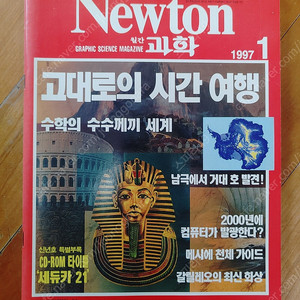 Newton
월간 과학
GRAPHIC SCIENCE MAGAZINE
1997 1
고대로의 시간 여행
수학의 수수께끼 세계
남극에서 거대 호 발견!
2000년에
컴퓨터가 발광한다?
메시에 천체 가이드
갈릴레오의 최신 화상
신년호 특별부록
CD-ROM 타이틀
'세듀카 21'